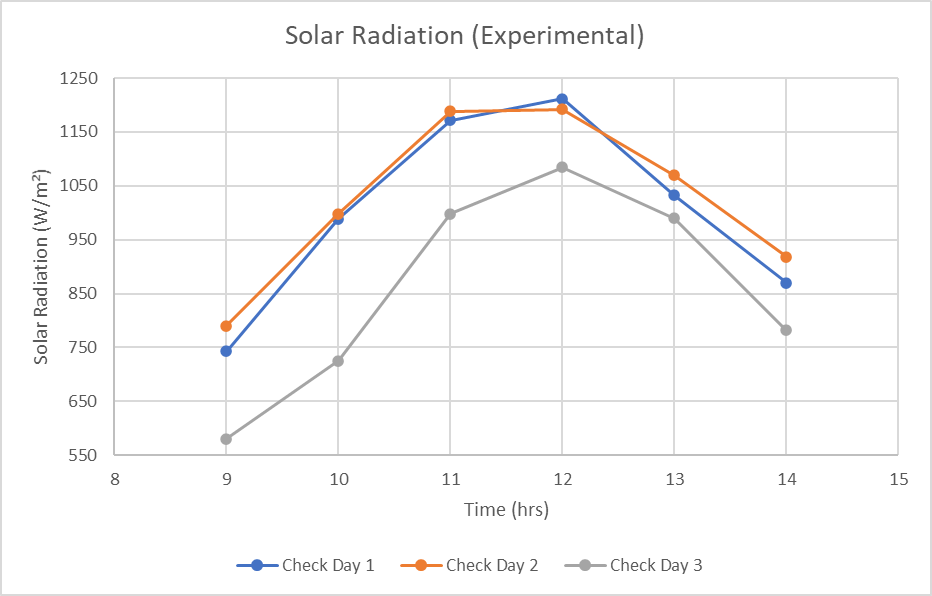 Solar Radiation (Experimental)
1250
1150
1050
950
850
750
650
550
Solar Radiation (W/m²)
8 9 10 11 12 13 14 15
Time (hrs)
Check Day 1 Check Day 2 Check Day 3